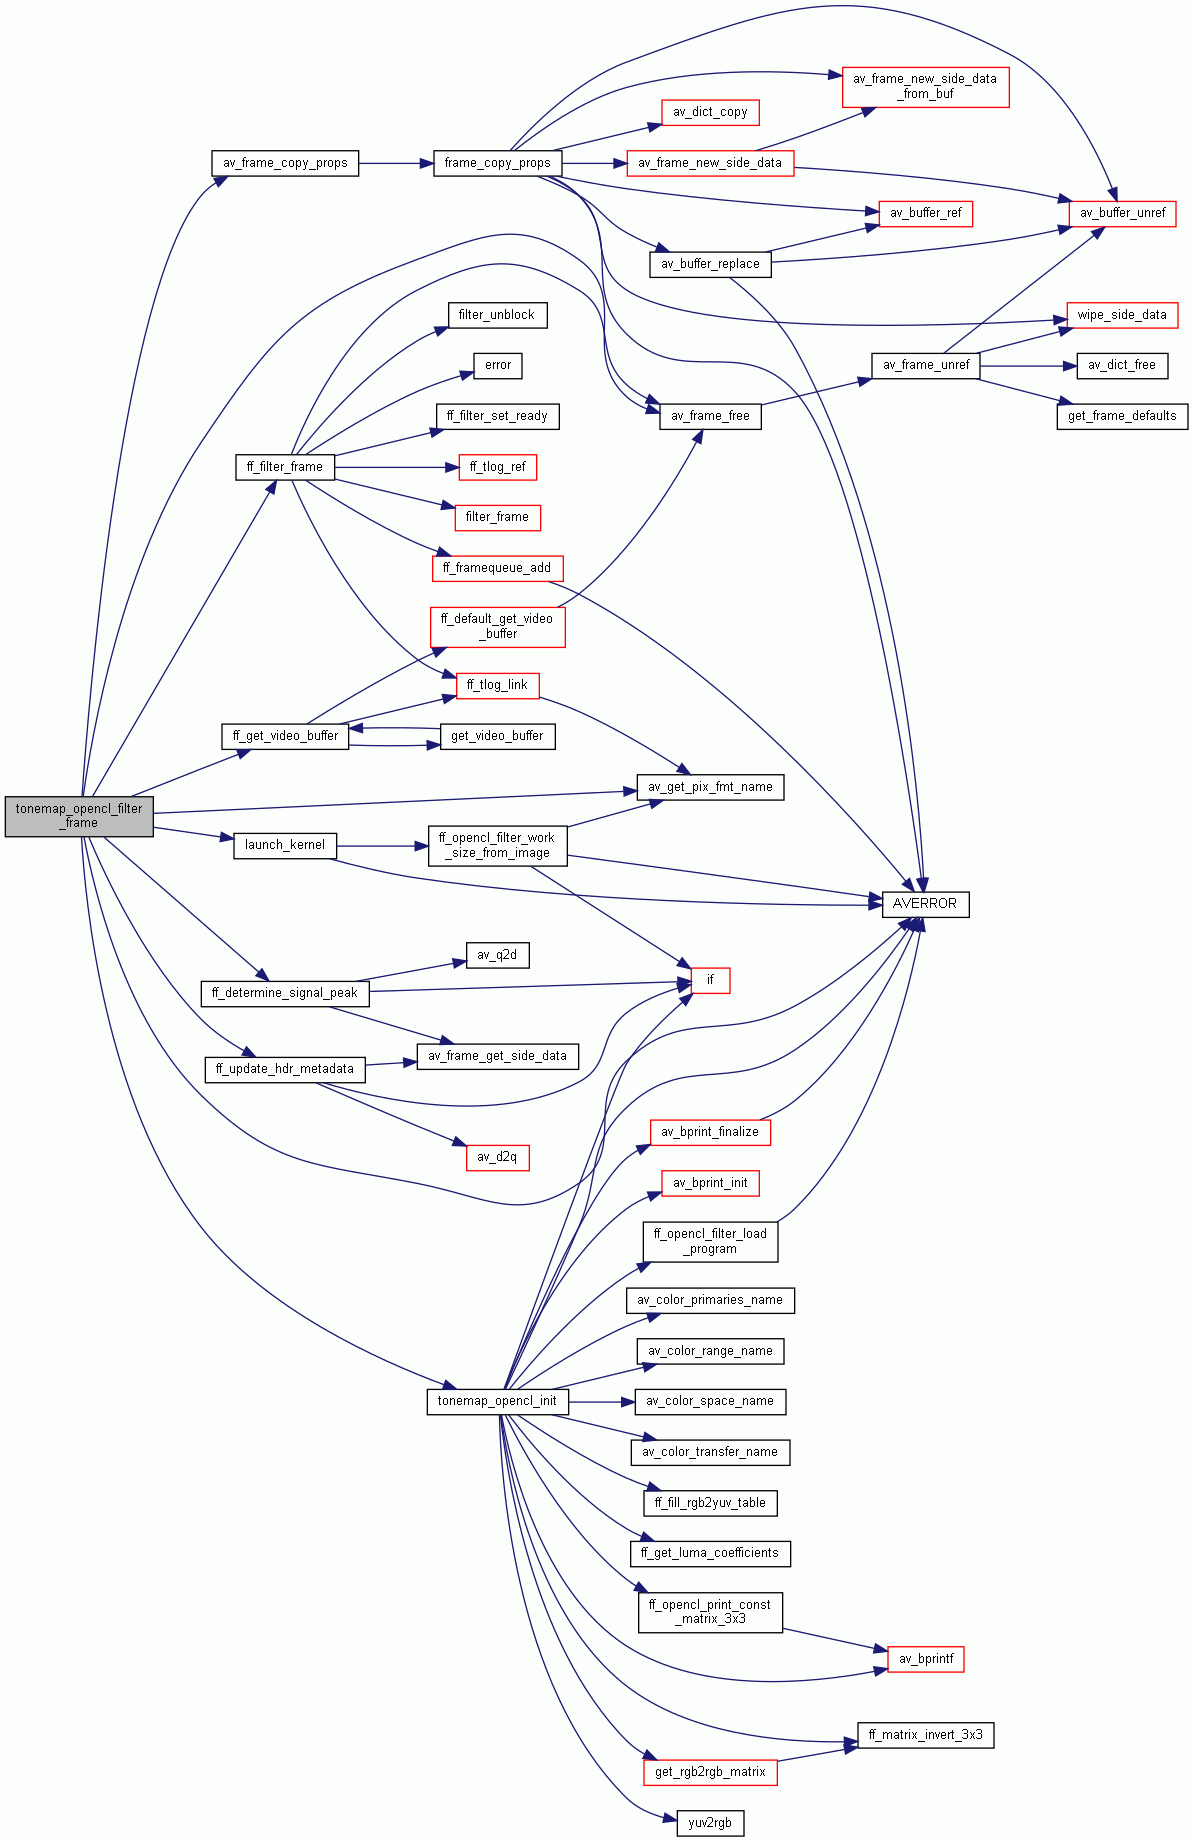 av_frame_new_side_data
_from_buf
av_dict_copy
av_frame_copy_props
frame_copy_props
av_frame_new_side_data
av_buffer_ref
av_buffer_unref
av_buffer_replace
filter_unblock
wipe_side_data
error
av_frame_unref
av_dict_free
ff_filter_set_ready
av_frame_free
get_frame_defaults
ff_filter_frame
ff_tlog_ref
filter_frame
ff_framequeue_add
ff_default_get_video
_buffer
ff_tlog_link
ff_get_video_buffer
get_video_buffer
av_get_pix_fmt_name
tonemap_opencl_filter
_frame
launch_kernel
ff_opencl_filter_work
_size_from_image
AVERROR
av_q2d
if
ff_determine_signal_peak
av_frame_get_side_data
ff_update_hdr_metadata
av_bprint_finalize
av_d2q
av_bprint_init
ff_opencl_filter_load
_program
av_color_primaries_name
av_color_range_name
tonemap_opencl_init
av_color_space_name
av_color_transfer_name
ff_fill_rgb2yuv_table
ff_get_luma_coefficients
ff_opencl_print_const
_matrix_3x3
av_bprintf
ff_matrix_invert_3x3
get_rgb2rgb_matrix
yuv2rgb